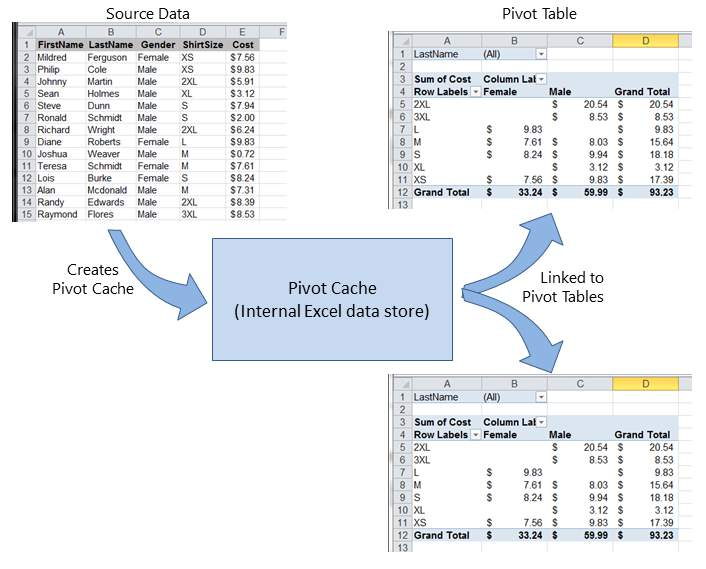 Source Data
A B C D E F
1 FirstName LastName Gender ShirtSize Cost
2 Mildred Ferguson Female XS $7.56
3 Philip Cole Male XS $9.83
4 Johnny Martin Male 2XL $5.91
5 Sean Holmes Male XL $3.12
6 Steve Dunn Male S $7.94
7 Ronald Schmidt Male S $2.00
8 Richard Wright Male 2XL $6.24
9 Diane Roberts Female L $9.83
10 Joshua Weaver Male M $0.72
11 Teresa Schmidt Female M $7.61
12 Lois Burke Female S $8.24
13 Alan Mcdonald Male M $7.31
14 Randy Edwards Male 2XL $8.39
15 Raymond Flores Male 3XL $8.53
Pivot Table
A B C D
1 LastName (All)
2
3 Sum of Cost Column Lal
4 Row Labels Female Male Grand Total
5 2XL $ 20.54 $ 20.54
6 3XL $ 8.53 $ 8.53
7 L $ 9.83 $ 9.83
8 M $ 7.61 $ 8.03 $ 15.64
9 S $ 8.24 $ 9.94 $ 18.18
10 XL $ 3.12 $ 3.12
11 XS $ 7.56 $ 9.83 $ 17.39
12 Grand Total $ 33.24 $ 59.99 $ 93.23
13
Creates
Pivot Cache
Pivot Cache
(Internal Excel data store)
Linked to
Pivot Tables
A B C D
1 LastName (All)
2
3 Sum of Cost Column Lal
4 Row Labels Female Male Grand Total
5 2XL $ 20.54 $ 20.54
6 3XL $ 8.53 $ 8.53
7 L $ 9.83 $ 9.83
8 M $ 7.61 $ 8.03 $ 15.64
9 S $ 8.24 $ 9.94 $ 18.18
10 XL $ 3.12 $ 3.12
11 XS $ 7.56 $ 9.83 $ 17.39
12 Grand Total $ 33.24 $ 59.99 $ 93.23
13